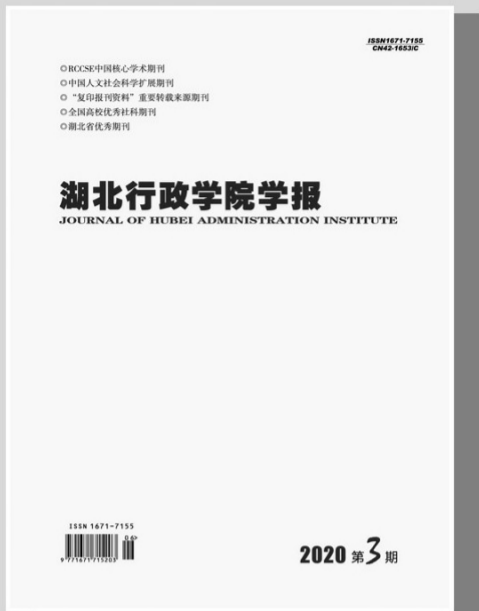 ISSN1671-7155
CN42-1653/C
◎RCCSE中国核心学术期刊
◎中国人文社会科学扩展期刊
◎“复印报刊资料”重要转载来源期刊
◎全国高校优秀社科期刊
◎湖北省优秀期刊
湖北行政学院学报
JOURNAL OF HUBEI ADMINISTRATION INSTITUTE
ISSN 1671-7155
06>
9 771671 715203
2020 第3期